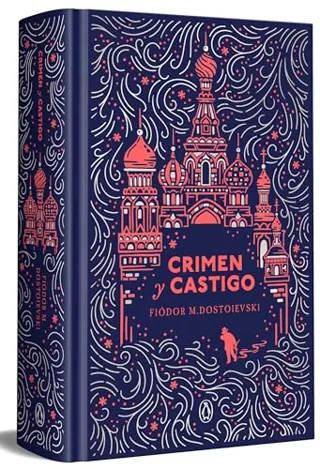 CRIMEN y CASTIGO
FIÓDOR M.
DOSTOIEVSKI
CRIMEN
y CASTIGO
FIÓDOR M.DOSTOIEVSKI